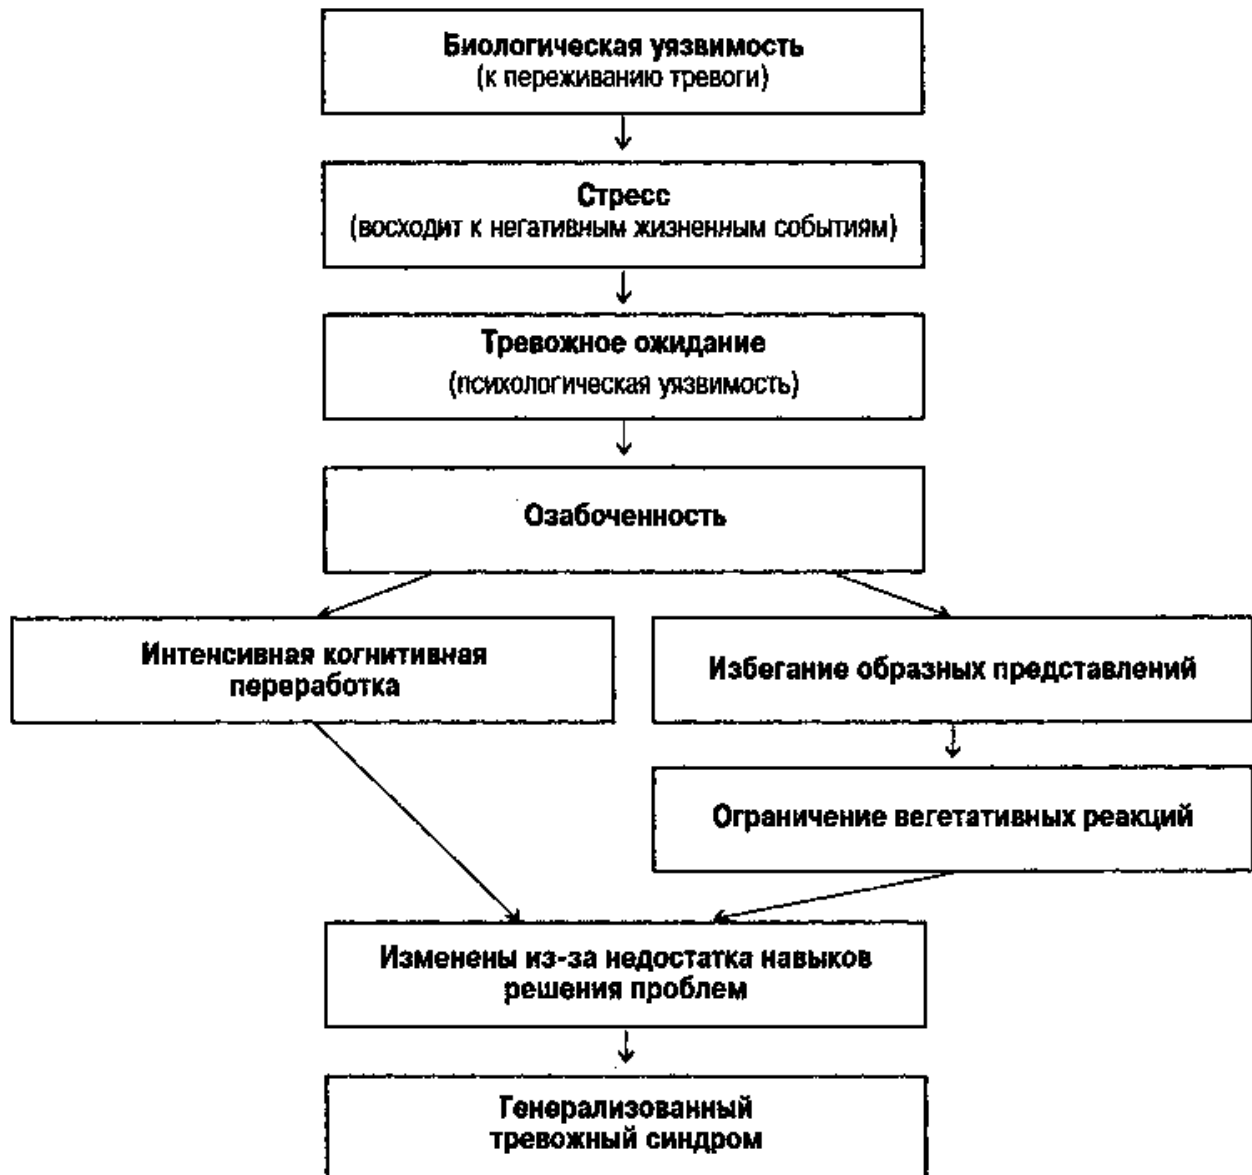 Биологическая уязвимость
(к переживанию тревоги)
Стресс
(восходит к негативным жизненным событиям)
Тревожное ожидание
(психологическая уязвимость)
Озабоченность
Интенсивная когнитивная
переработка
Избегание образных представлений
Ограничение вегетативных реакций
Изменены из-за недостатка навыков
решения проблем
Генерализованный
тревожный синдром